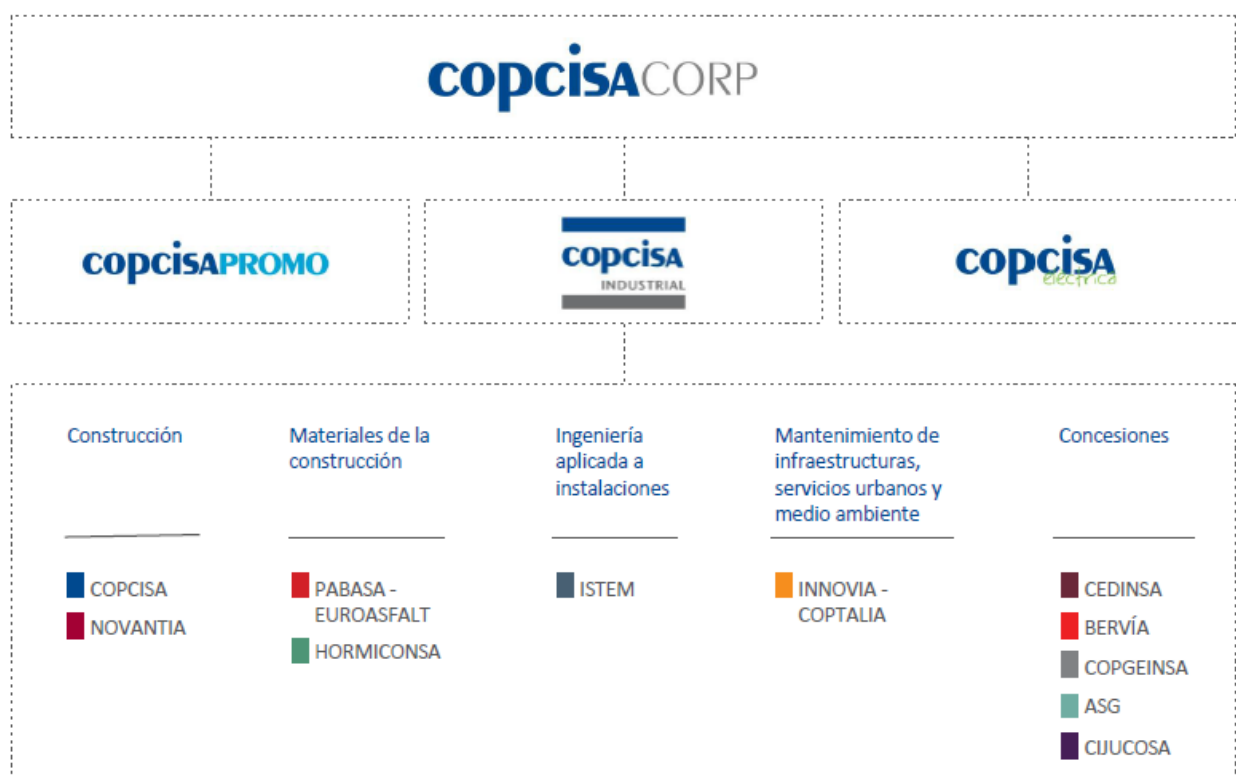 copcisaCORP
copcisaPROMO
copcisa
INDUSTRIAL
copcisa
eléctrica
Construcción
COPCISA
NOVANTIA
Materiales de la
construcción
PABASA -
EUROASFALT
HORMICONSA
Ingeniería
aplicada a
instalaciones
ISTEM
Mantenimiento de
infraestructuras,
servicios urbanos y
medio ambiente
INNOVIA -
COPTALIA
Concesiones
CEDINSA
BERVÍA
COPGEINSA
ASG
CIJUCOSA